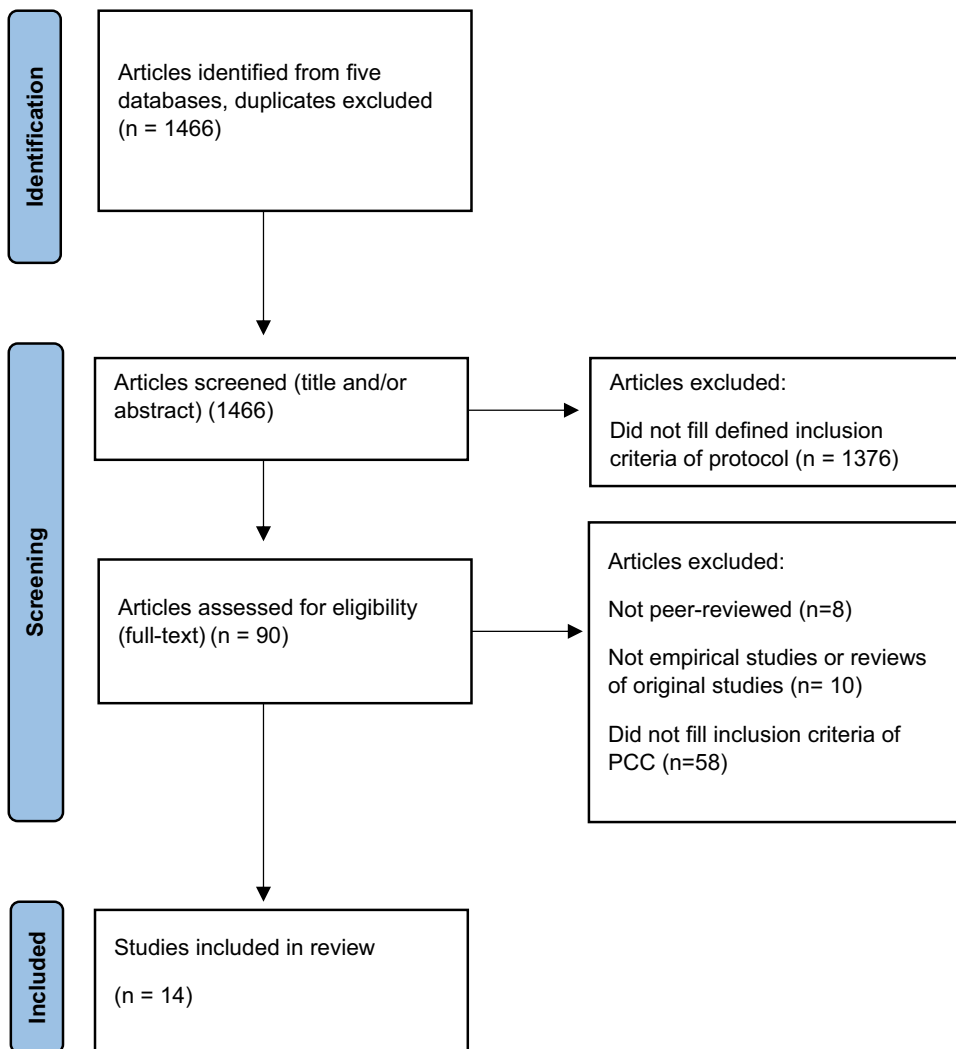 Identification
Articles identified from five
databases, duplicates excluded
(n = 1466)
Screening
Articles screened (title and/or
abstract) (1466)
Articles excluded:
Did not fill defined inclusion
criteria of protocol (n = 1376)
Articles assessed for eligibility
(full-text) (n = 90)
Articles excluded:
Not peer-reviewed (n=8)
Not empirical studies or reviews
of original studies (n= 10)
Did not fill inclusion criteria of
PCC (n=58)
Included
Studies included in review
(n = 14)